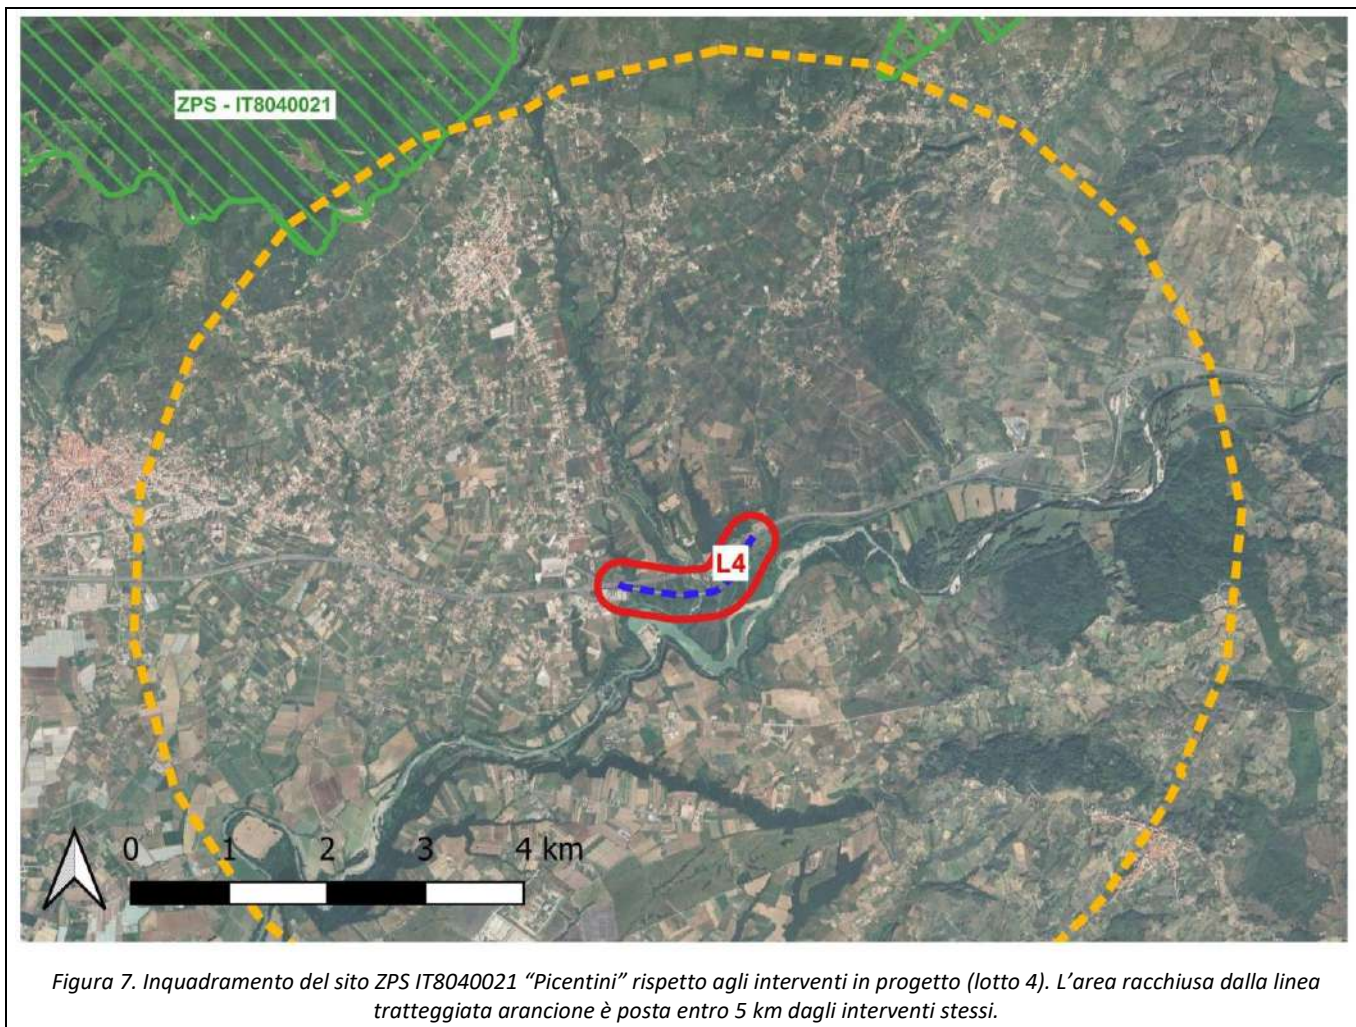 ZPS - IT8040021
L4
0 1 2 3 4 km
Figura 7. Inquadramento del sito ZPS IT8040021 “Picentini” rispetto agli interventi in progetto (lotto 4). L’area racchiusa dalla linea
tratteggiata arancione è posta entro 5 km dagli interventi stessi.